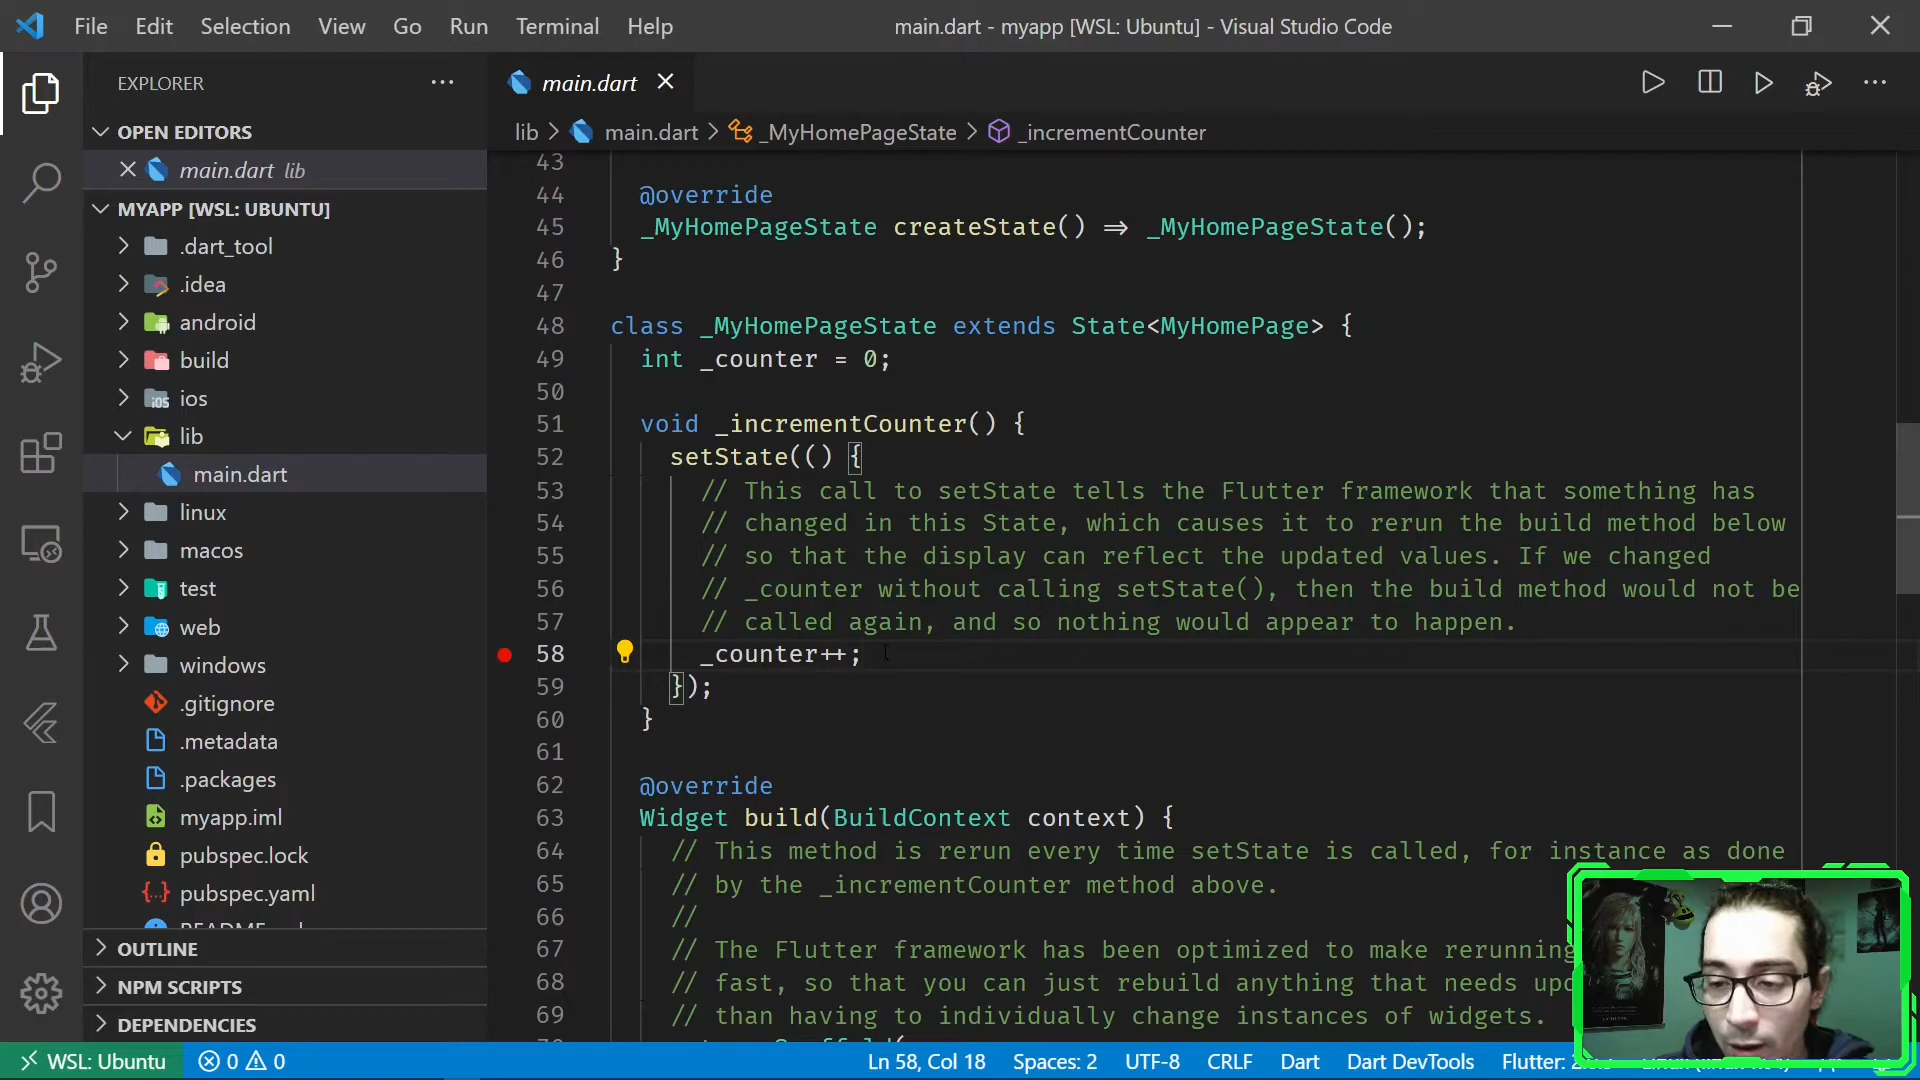 File Edit Selection View Go Run Terminal Help
main.dart - myapp [WSL: Ubuntu] - Visual Studio Code
EXPLORER
OPEN EDITORS
main.dart lib
MYAPP [WSL: UBUNTU]
.dart_tool
.idea
android
build
ios
lib
main.dart
linux
macos
test
web
windows
.gitignore
.metadata
.packages
myapp.iml
pubspec.lock
pubspec.yaml
OUTLINE
NPM SCRIPTS
DEPENDENCIES
main.dart
lib > main.dart > _MyHomePageState > _incrementCounter
43
44 @override
45 _MyHomePageState createState() => _MyHomePageState();
46 }
47
48 class _MyHomePageState extends State<MyHomePage> {
49 int _counter = 0;
50
51 void _incrementCounter() {
52 setState(() {
53 // This call to setState tells the Flutter framework that something has
54 // changed in this State, which causes it to rerun the build method below
55 // so that the display can reflect the updated values. If we changed
56 // _counter without calling setState(), then the build method would not be
57 // called again, and so nothing would appear to happen.
58 _counter++;
59 });
60 }
61
62 @override
63 Widget build(BuildContext context) {
64 // This method is rerun every time setState is called, for instance as done
65 // by the _incrementCounter method above.
66 //
67 // The Flutter framework has been optimized to make rerunning
68 // fast, so that you can just rebuild anything that needs
69 // than having to individually change instances of widgets.
WSL: Ubuntu 0 0 Ln 58, Col 18 Spaces: 2 UTF-8 CRLF Dart Dart DevTools Flutter: